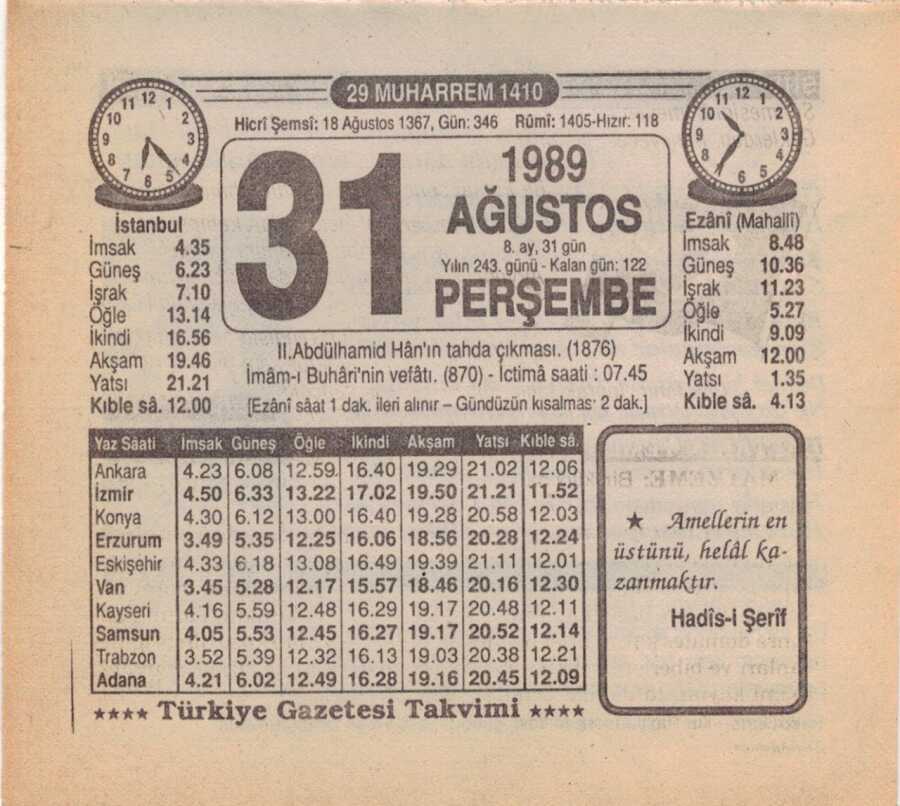 29 MUHARREM 1410
Hicrî Şemsî: 18 Ağustos 1367, Gün: 346 Rûmî: 1405-Hızır: 118
31
1989
AĞUSTOS
8. ay, 31 gün
Yılın 243. günü - Kalan gün: 122
PERŞEMBE
İstanbul
İmsak 4.35
Güneş 6.23
İşrak 7.10
Öğle 13.14
İkindi 16.56
Akşam 19.46
Yatsı 21.21
Kıble sâ. 12.00
Ezânî (Mahallî)
İmsak 8.48
Güneş 10.36
İşrak 11.23
Öğle 5.27
İkindi 9.09
Akşam 12.00
Yatsı 1.35
Kıble sâ. 4.13
II.Abdülhamid Hân'ın tahda çıkması. (1876)
İmâm-ı Buhâri'nin vefâtı. (870) - İctimâ saati : 07.45
[Ezânî sâat 1 dak. ileri alınır – Gündüzün kısalmas 2 dak.]
Yaz Sâati İmsak Güneş Öğle İkindi Akşam Yatsı Kıble sâ.
Ankara 4.23 6.08 12.59 16.40 19.29 21.02 12.06
İzmir 4.50 6.33 13.22 17.02 19.50 21.21 11.52
Konya 4.30 6.12 13.00 16.40 19.28 20.58 12.03
Erzurum 3.49 5.35 12.25 16.06 18.56 20.28 12.24
Eskişehir 4.33 6.18 13.08 16.49 19.39 21.11 12.01
Van 3.45 5.28 12.17 15.57 18.46 20.16 12.30
Kayseri 4.16 5.59 12.48 16.29 19.17 20.48 12.11
Samsun 4.05 5.53 12.45 16.27 19.17 20.52 12.14
Trabzon 3.52 5.39 12.32 16.13 19.03 20.38 12.21
Adana 4.21 6.02 12.49 16.28 19.16 20.45 12.09
★ Amellerin en
üstünü, helâl ka-
zanmaktır.
Hadîs-i Şerîf
★★★★ Türkiye Gazetesi Takvimi ★★★★